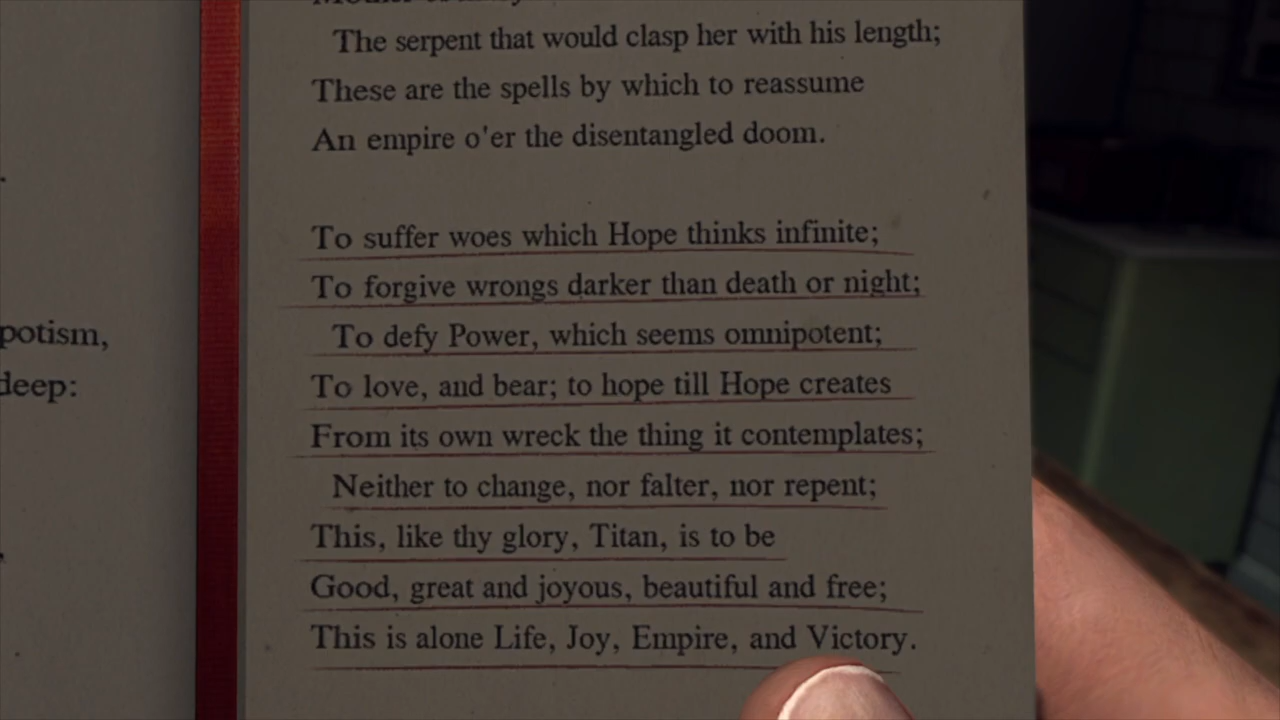 The serpent that would clasp her with his length;
These are the spells by which to reassume
An empire o'er the disentangled doom.
To suffer woes which Hope thinks infinite;
To forgive wrongs darker than death or night;
To defy Power, which seems omnipotent;
To love, and bear; to hope till Hope creates
From its own wreck the thing it contemplates;
Neither to change, nor falter, nor repent;
This, like thy glory, Titan, is to be
Good, great and joyous, beautiful and free;
This is alone Life, Joy, Empire, and Victory.
potism,
deep: